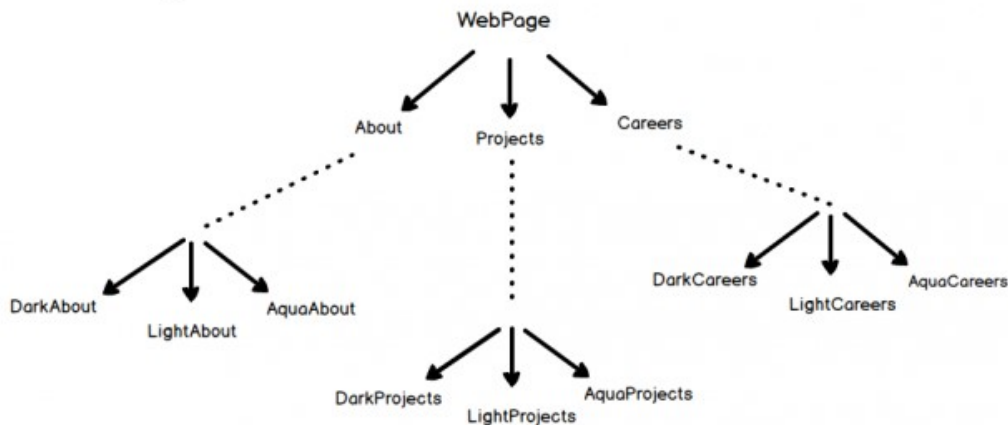 WebPage
About
Projects
Careers
DarkAbout
LightAbout
AquaAbout
DarkProjects
LightProjects
AquaProjects
DarkCareers
LightCareers
AquaCareers